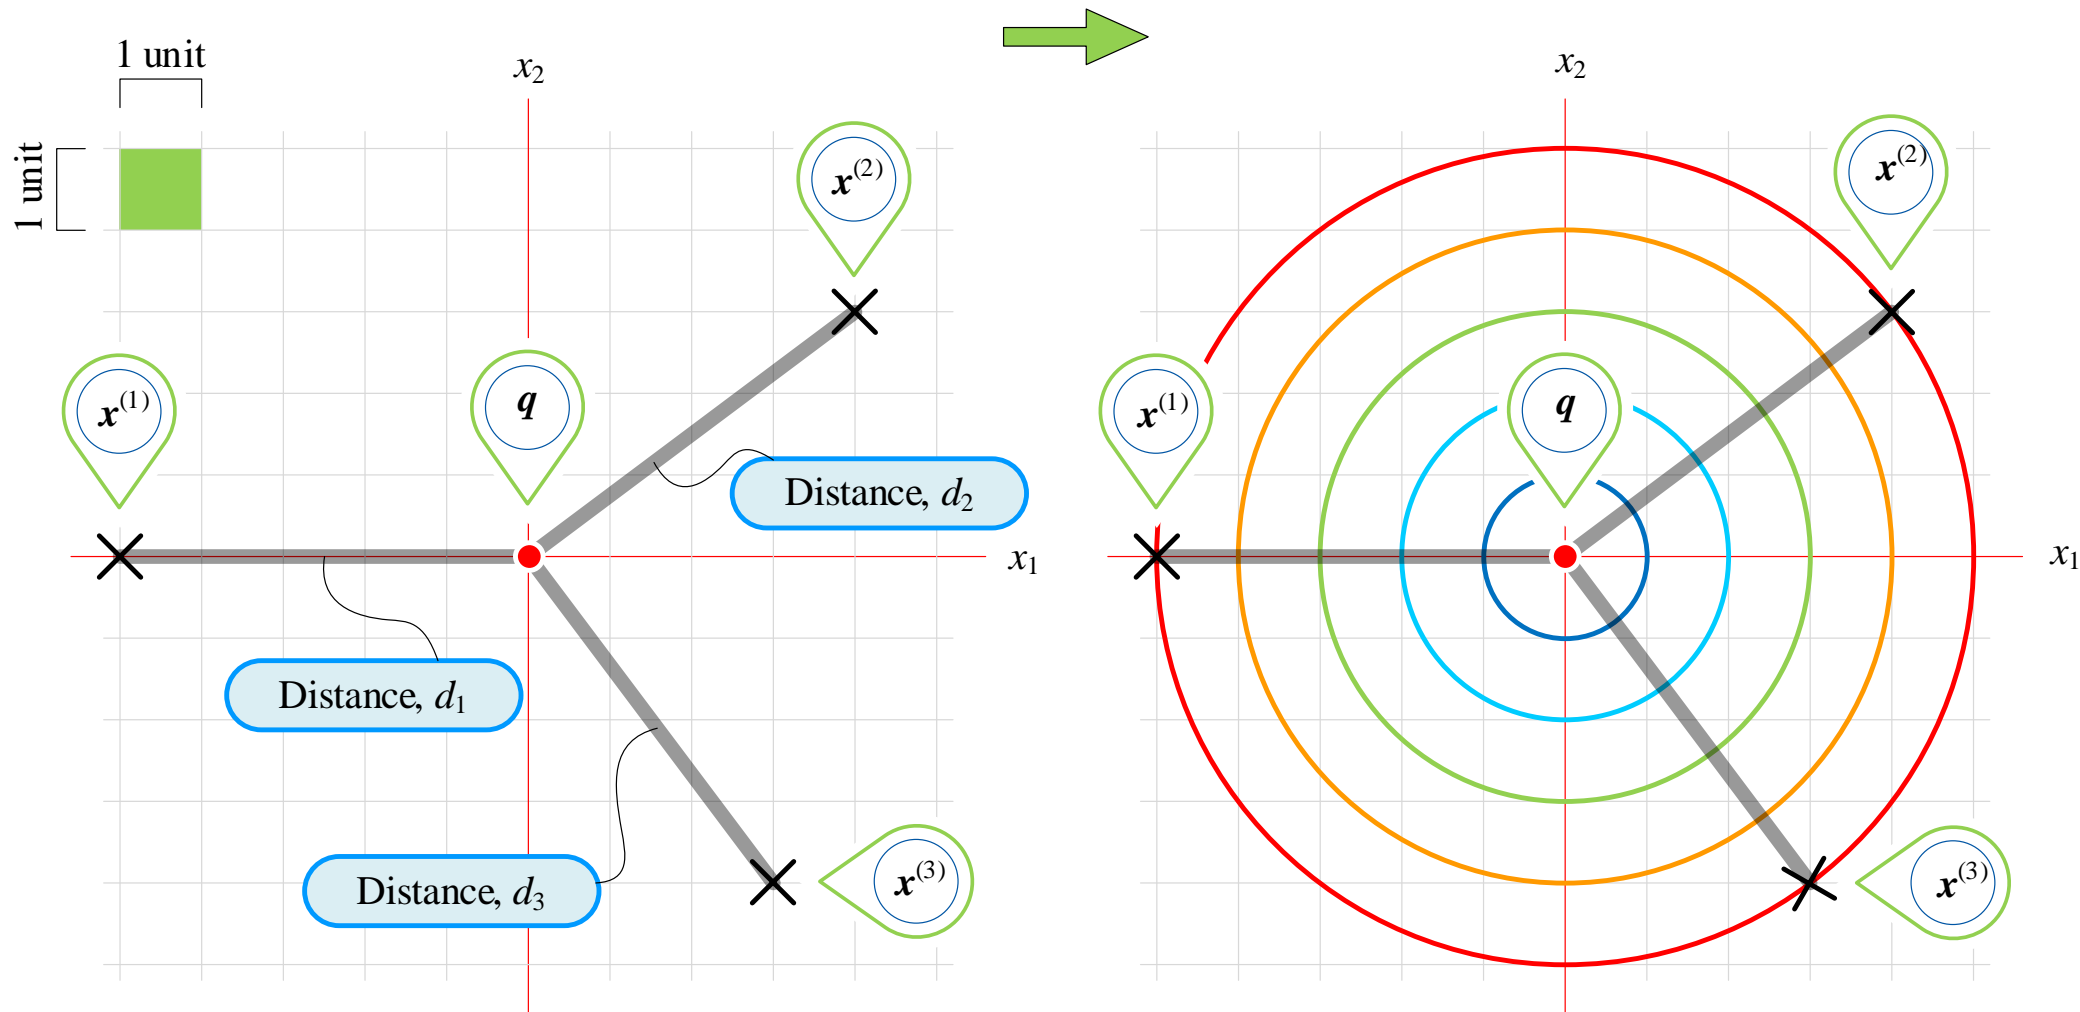 1 unit
1 unit
x₂
x⁽²⁾
x⁽¹⁾
q
Distance, d₂
x₁
Distance, d₁
Distance, d₃
x⁽³⁾
x₂
x⁽²⁾
x⁽¹⁾
q
x₁
x⁽³⁾